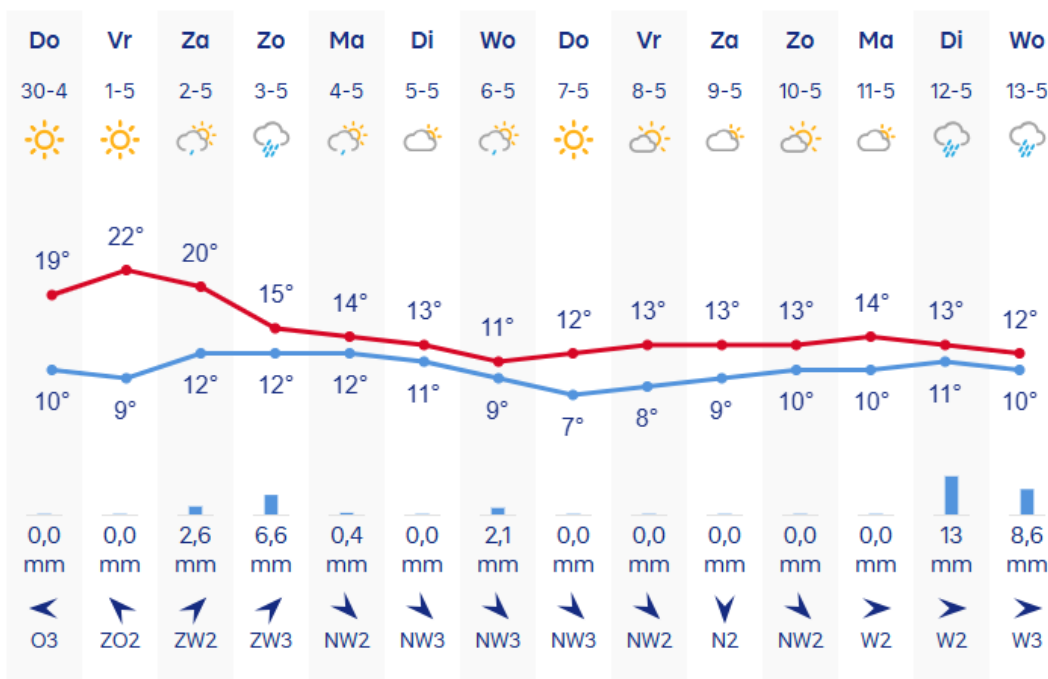 Do Vr Za Zo Ma Di Wo Do Vr Za Zo Ma Di Wo
30-4 1-5 2-5 3-5 4-5 5-5 6-5 7-5 8-5 9-5 10-5 11-5 12-5 13-5
19° 22° 20° 15° 14° 13° 11° 12° 13° 13° 13° 14° 13° 12°
10° 9° 12° 12° 12° 11° 9° 7° 8° 9° 10° 10° 11° 10°
0,0 0,0 2,6 6,6 0,4 0,0 2,1 0,0 0,0 0,0 0,0 0,0 13 8,6
mm mm mm mm mm mm mm mm mm mm mm mm mm mm
O3 ZO2 ZW2 ZW3 NW2 NW3 NW3 NW3 NW2 N2 NW2 W2 W2 W3